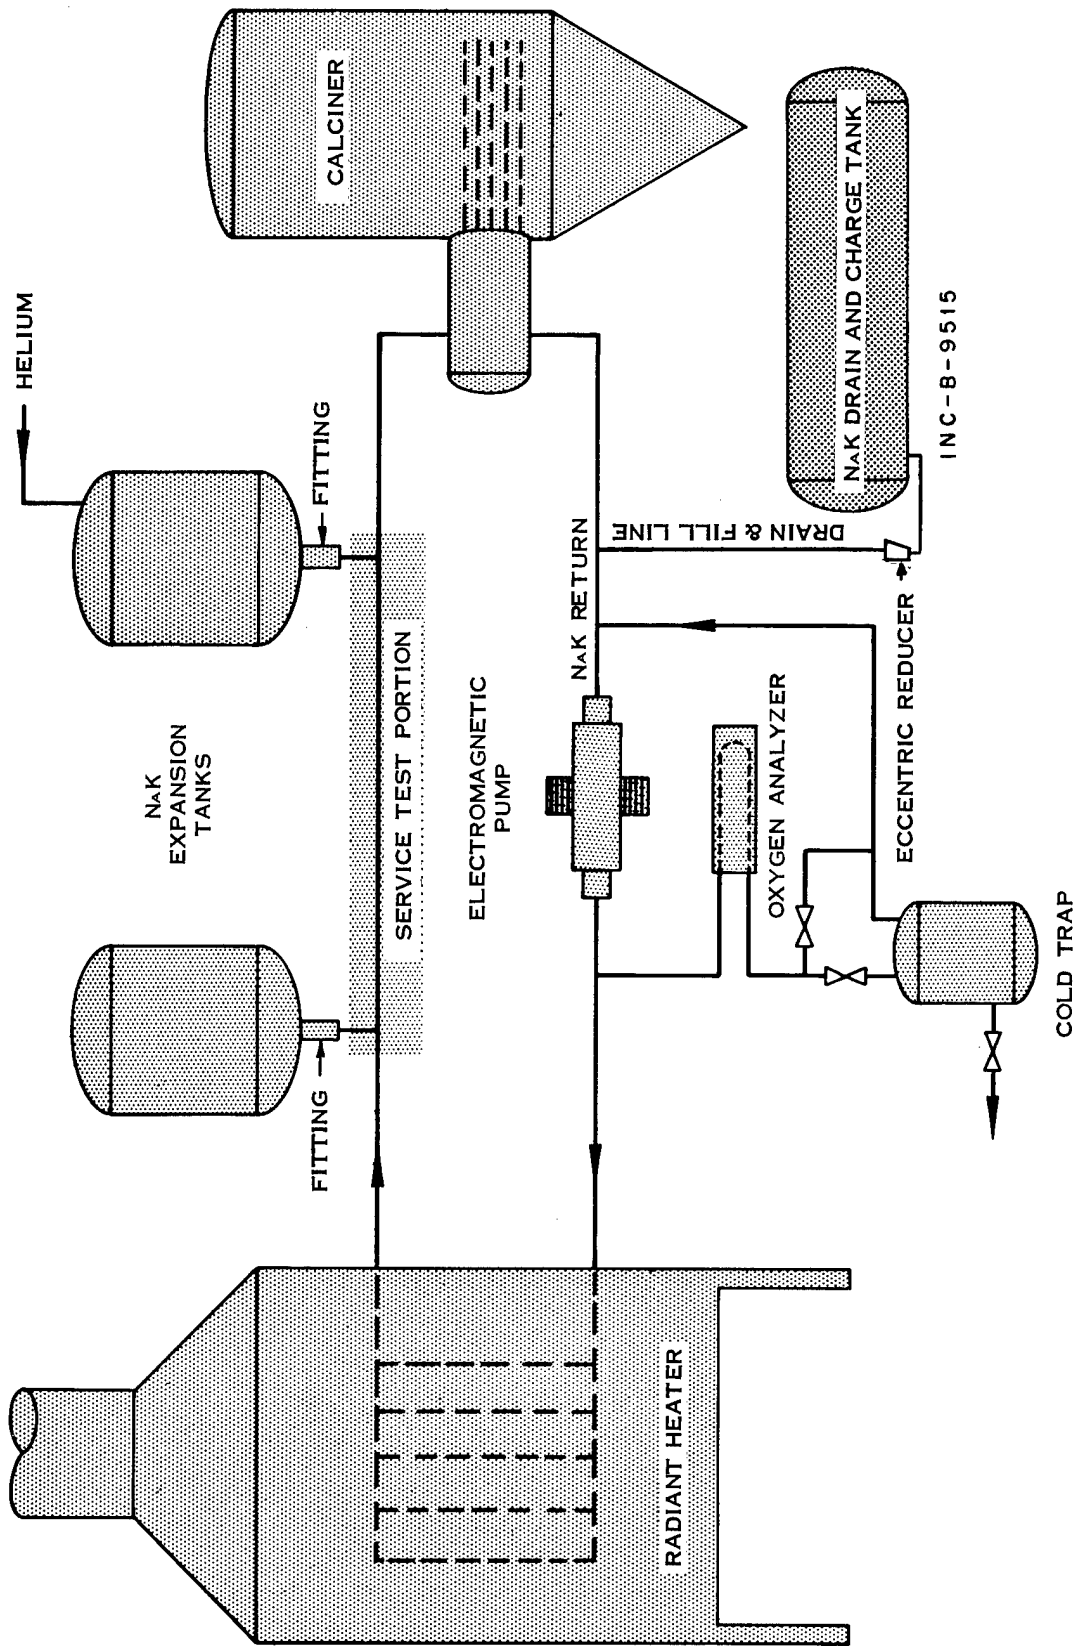 HELIUM
CALCINER
FITTING
FITTING
NaK
EXPANSION
TANKS
SERVICE TEST PORTION
ELECTROMAGNETIC
PUMP
NaK RETURN
DRAIN & FILL LINE
NaK DRAIN AND CHARGE TANK
RADIANT HEATER
OXYGEN ANALYZER
ECCENTRIC REDUCER
COLD TRAP
INC-B-9515